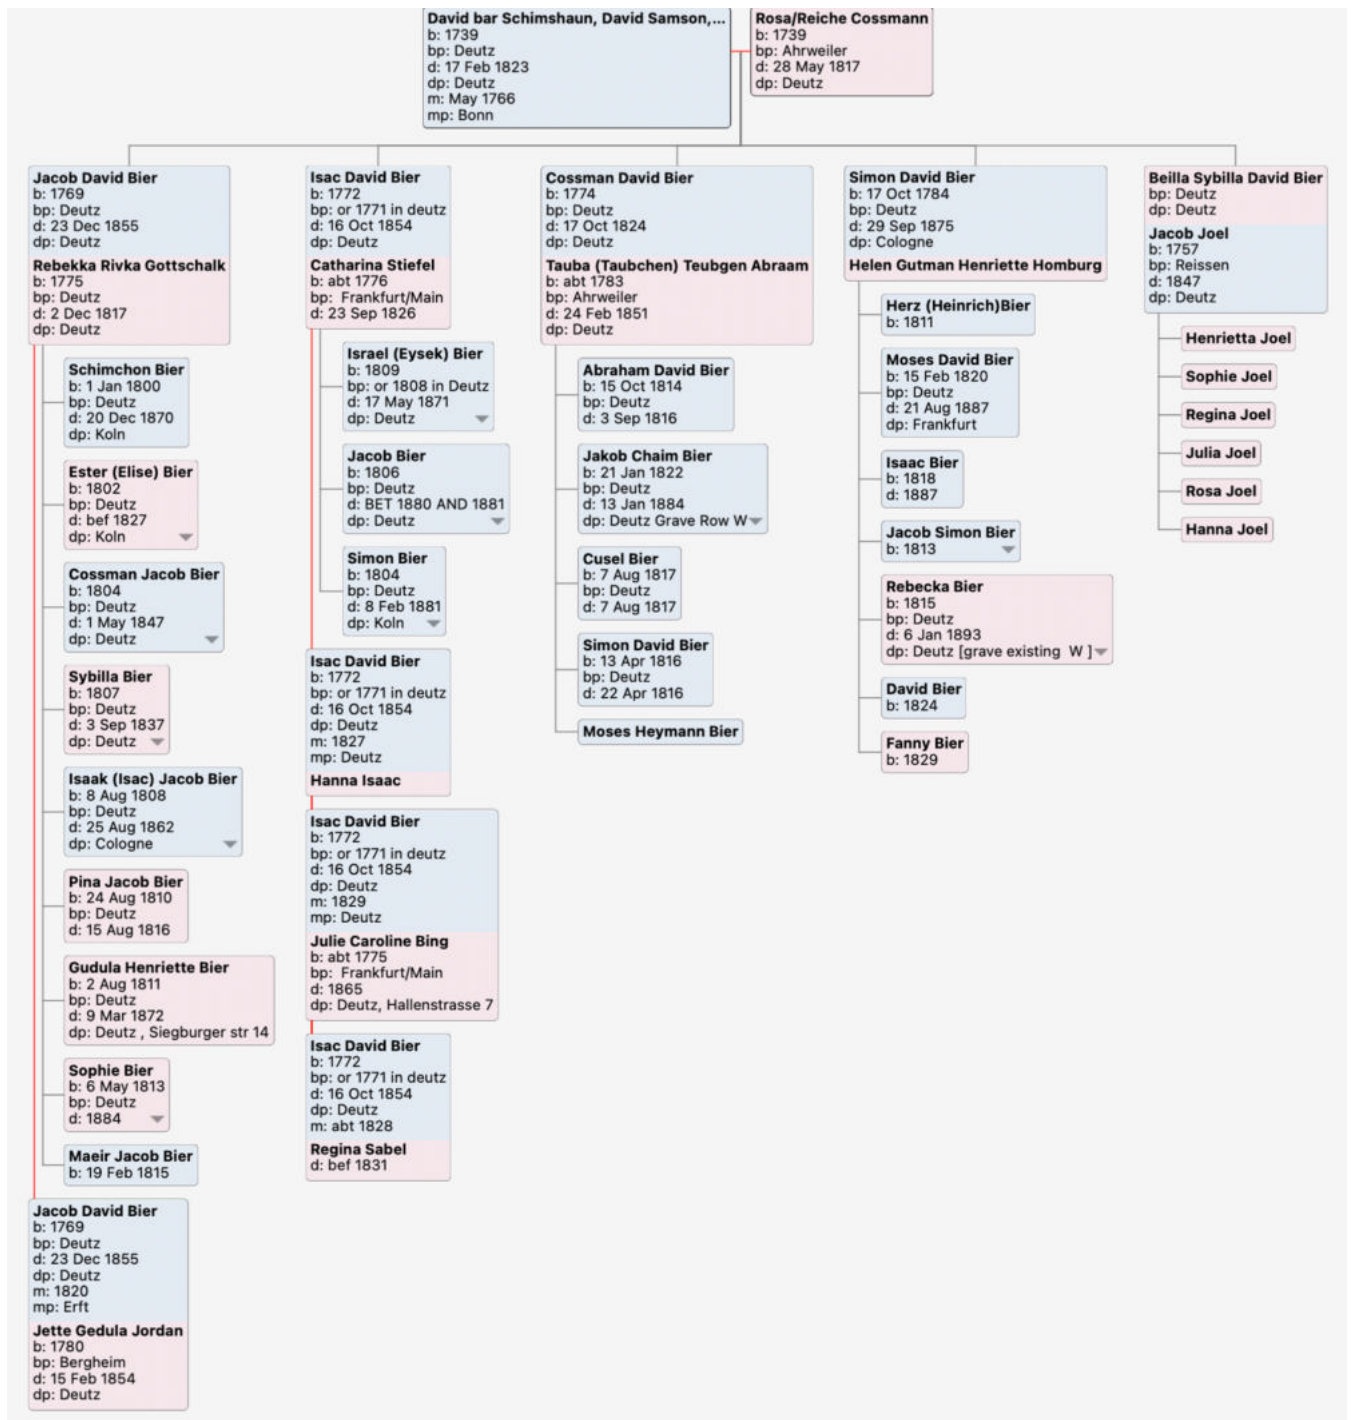 David bar Schimshaun, David Samson,...
b: 1739
bp: Deutz
d: 17 Feb 1823
dp: Deutz
m: May 1766
mp: Bonn
Rosa/Reiche Cossmann
b: 1739
bp: Ahrweiler
d: 28 May 1817
dp: Deutz
Jacob David Bier
b: 1769
bp: Deutz
d: 23 Dec 1855
dp: Deutz
Rebekka Rivka Gottschalk
b: 1775
bp: Deutz
d: 2 Dec 1817
dp: Deutz
Schimchon Bier
b: 1 Jan 1800
bp: Deutz
d: 20 Dec 1870
dp: Koln
Ester (Elise) Bier
b: 1802
bp: Deutz
d: bef 1827
dp: Koln
Cossman Jacob Bier
b: 1804
bp: Deutz
d: 1 May 1847
dp: Deutz
Sybilla Bier
b: 1807
bp: Deutz
d: 3 Sep 1837
dp: Deutz
Isaak (Isac) Jacob Bier
b: 8 Aug 1808
bp: Deutz
d: 25 Aug 1862
dp: Cologne
Pina Jacob Bier
b: 24 Aug 1810
bp: Deutz
d: 15 Aug 1816
Gudula Henriette Bier
b: 2 Aug 1811
bp: Deutz
d: 9 Mar 1872
dp: Deutz , Siegburger str 14
Sophie Bier
b: 6 May 1813
bp: Deutz
d: 1884
Maeir Jacob Bier
b: 19 Feb 1815
Jacob David Bier
b: 1769
bp: Deutz
d: 23 Dec 1855
dp: Deutz
m: 1820
mp: Erft
Jette Gedula Jordan
b: 1780
bp: Bergheim
d: 15 Feb 1854
dp: Deutz
Isac David Bier
b: 1772
bp: or 1771 in deutz
d: 16 Oct 1854
dp: Deutz
Catharina Stiefel
b: abt 1776
bp: Frankfurt/Main
d: 23 Sep 1826
Israel (Eysek) Bier
b: 1809
bp: or 1808 in Deutz
d: 17 May 1871
dp: Deutz
Jacob Bier
b: 1806
bp: Deutz
d: BET 1880 AND 1881
dp: Deutz
Simon Bier
b: 1804
bp: Deutz
d: 8 Feb 1881
dp: Koln
Isac David Bier
b: 1772
bp: or 1771 in deutz
d: 16 Oct 1854
dp: Deutz
m: 1827
mp: Deutz
Hanna Isaac
Isac David Bier
b: 1772
bp: or 1771 in deutz
d: 16 Oct 1854
dp: Deutz
m: 1829
mp: Deutz
Julie Caroline Bing
b: abt 1775
bp: Frankfurt/Main
d: 1865
dp: Deutz, Hallenstrasse 7
Isac David Bier
b: 1772
bp: or 1771 in deutz
d: 16 Oct 1854
dp: Deutz
m: abt 1828
Regina Sabel
d: bef 1831
Cossman David Bier
b: 1774
bp: Deutz
d: 17 Oct 1824
dp: Deutz
Tauba (Taubchen) Teubgen Abraam
b: abt 1783
bp: Ahrweiler
d: 24 Feb 1851
dp: Deutz
Abraham David Bier
b: 15 Oct 1814
bp: Deutz
d: 3 Sep 1816
Jakob Chaim Bier
b: 21 Jan 1822
bp: Deutz
d: 13 Jan 1884
dp: Deutz Grave Row W
Cusel Bier
b: 7 Aug 1817
bp: Deutz
d: 7 Aug 1817
Simon David Bier
b: 13 Apr 1816
bp: Deutz
d: 22 Apr 1816
Moses Heymann Bier
Simon David Bier
b: 17 Oct 1784
bp: Deutz
d: 29 Sep 1875
dp: Cologne
Helen Gutman Henriette Homburg
Herz (Heinrich)Bier
b: 1811
Moses David Bier
b: 15 Feb 1820
bp: Deutz
d: 21 Aug 1887
dp: Frankfurt
Isaac Bier
b: 1818
d: 1887
Jacob Simon Bier
b: 1813
Rebecka Bier
b: 1815
bp: Deutz
d: 6 Jan 1893
dp: Deutz [grave existing W ]
David Bier
b: 1824
Fanny Bier
b: 1829
Beilla Sybilla David Bier
bp: Deutz
dp: Deutz
Jacob Joel
b: 1757
bp: Reissen
d: 1847
dp: Deutz
Henrietta Joel
Sophie Joel
Regina Joel
Julia Joel
Rosa Joel
Hanna Joel